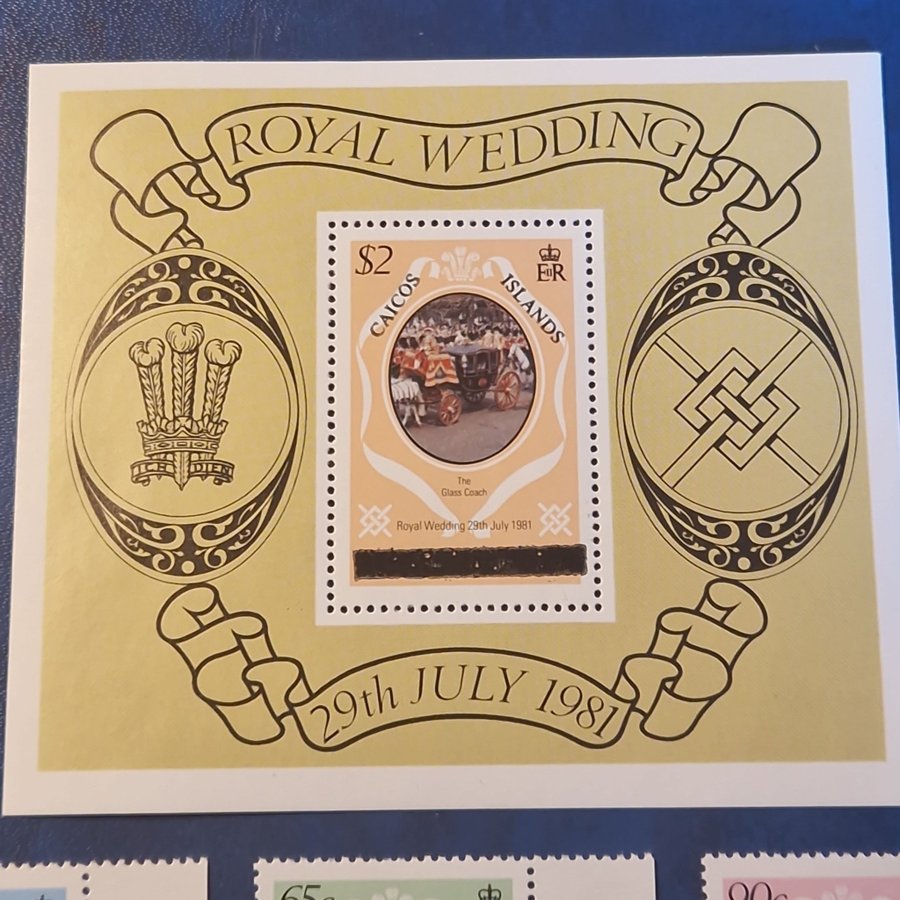 ROYAL WEDDING
$2
EIIR
CAICOS ISLANDS
The
Glass Coach
Royal Wedding 29th July 1981
ICH DIEN
29th JULY 1981
65c
90c